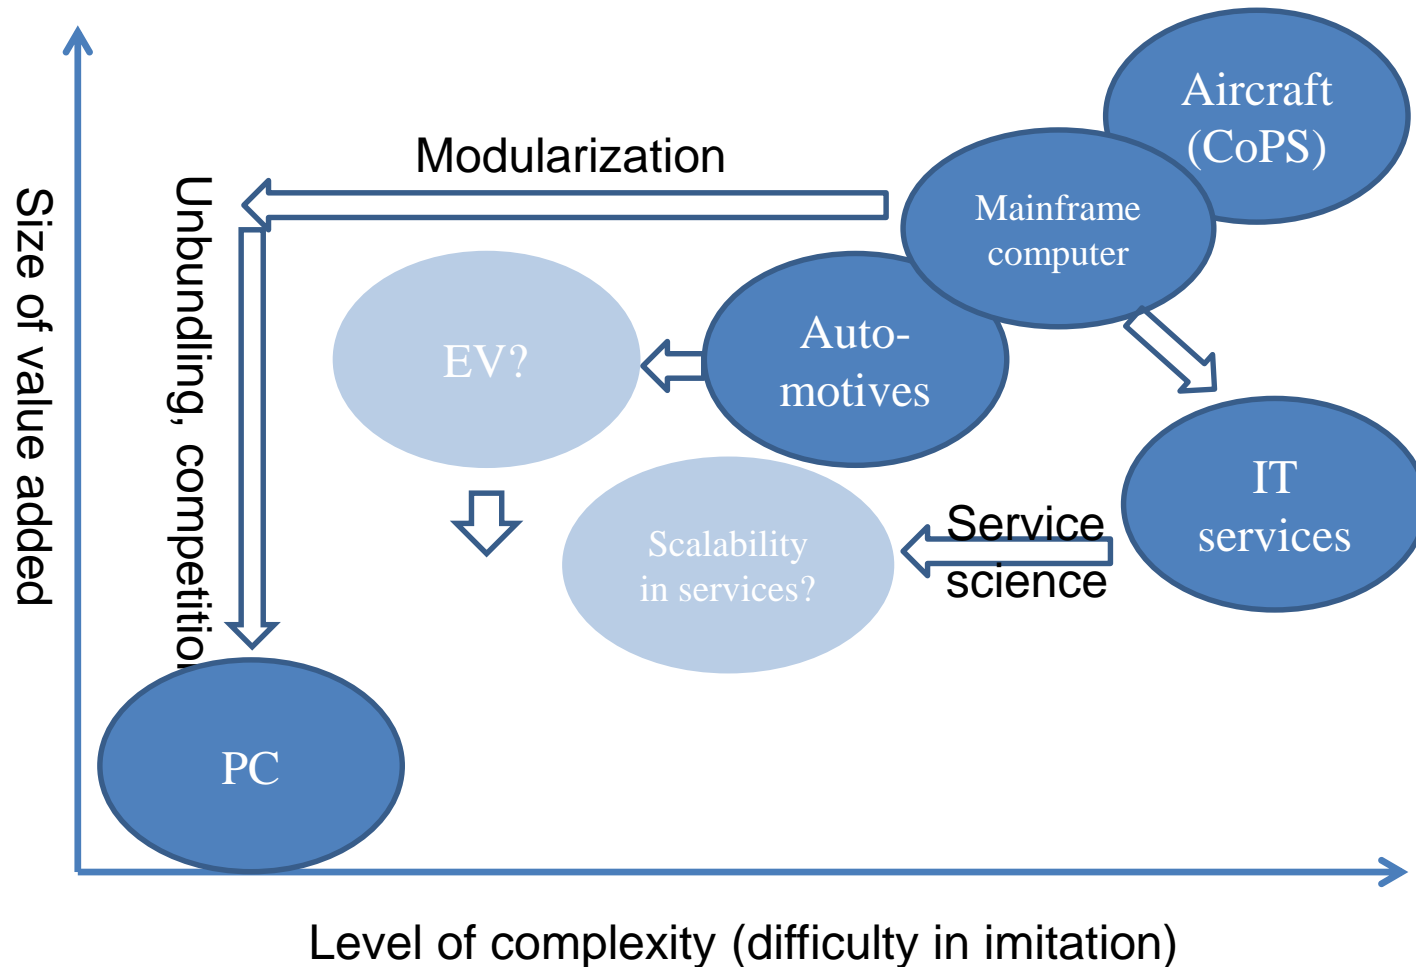 Aircraft
(CoPS)
Modularization
Mainframe
computer
Size of value added
Unbundling, competition
Auto-
motives
EV?
IT
services
Service
science
Scalability
in services?
PC
Level of complexity (difficulty in imitation)